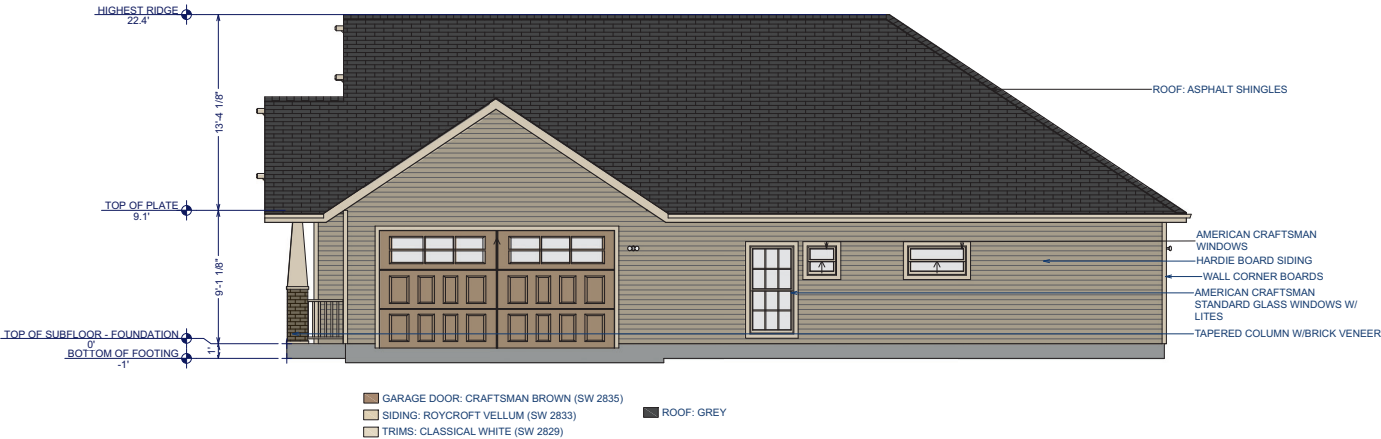 HIGHEST RIDGE
22.4'
13'-4 1/8"
ROOF: ASPHALT SHINGLES
TOP OF PLATE
9.1'
9'-1 1/8"
AMERICAN CRAFTSMAN
WINDOWS
HARDIE BOARD SIDING
WALL CORNER BOARDS
AMERICAN CRAFTSMAN
STANDARD GLASS WINDOWS W/
LITES
TAPERED COLUMN W/BRICK VENEER
TOP OF SUBFLOOR - FOUNDATION
0'
1'
BOTTOM OF FOOTING
-1'
GARAGE DOOR: CRAFTSMAN BROWN (SW 2835)
SIDING: ROYCROFT VELLUM (SW 2833)
TRIMS: CLASSICAL WHITE (SW 2829)
ROOF: GREY